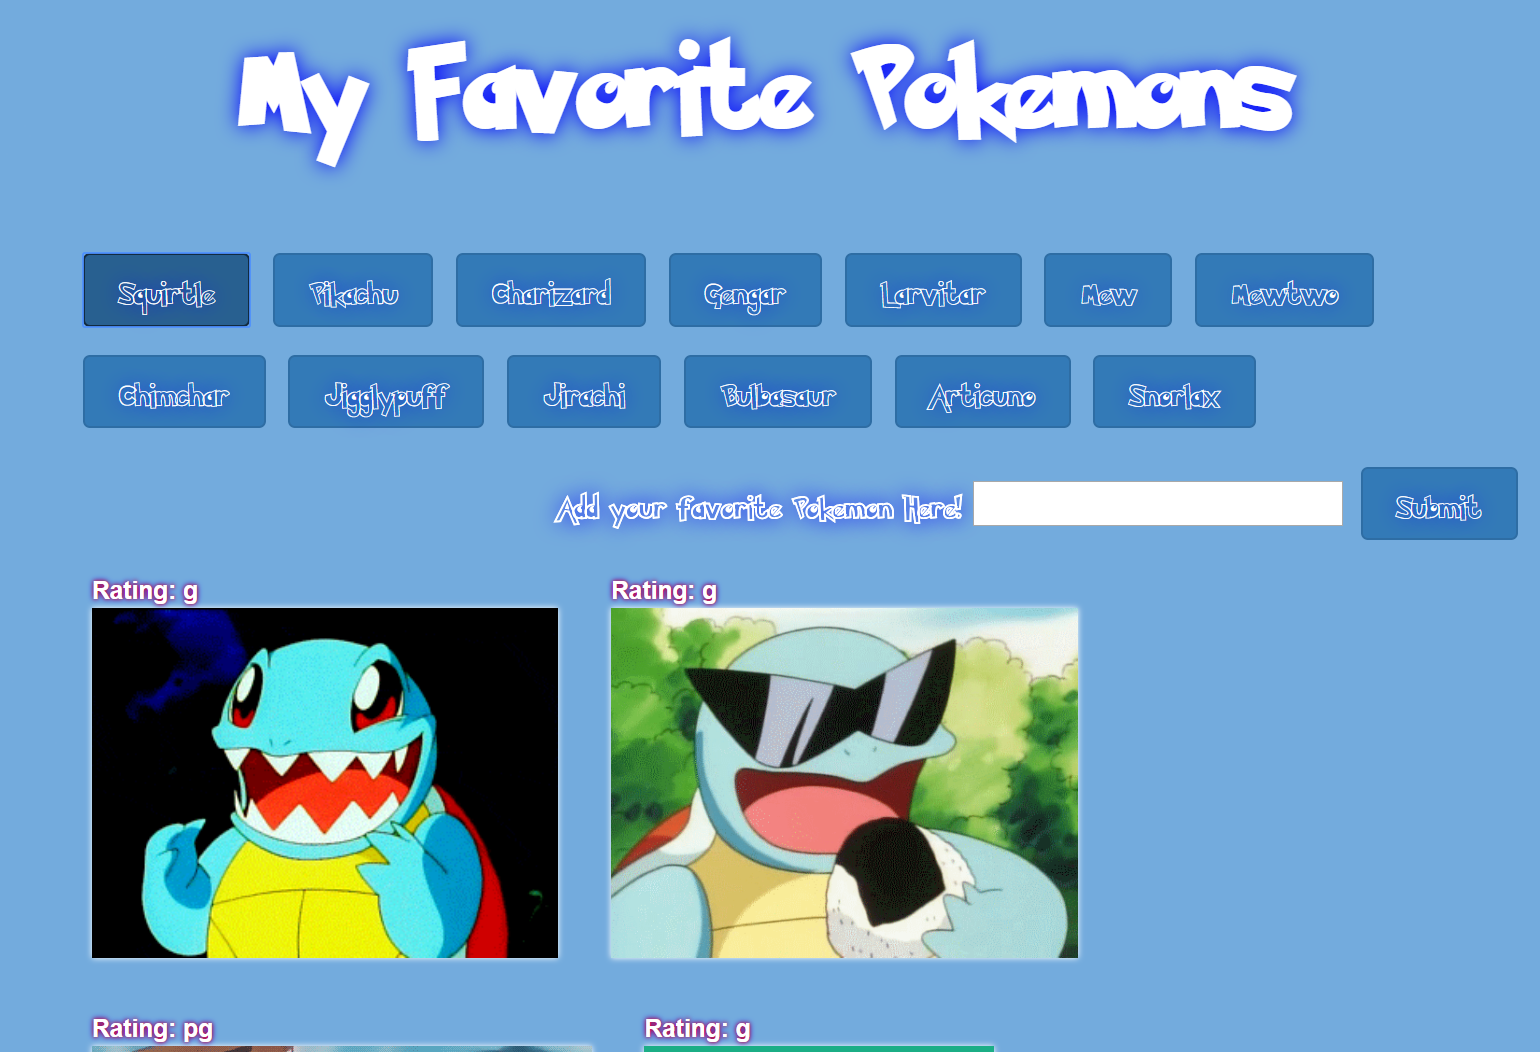 My Favorite Pokemons
Squirtle Pikachu Charizard Gengar Larvitar Mew Mewtwo
Chimchar Jigglypuff Jirachi Bulbasaur Articuno Snorlax
Add your favorite Pokemon Here! Submit
Rating: g Rating: g
Rating: pg Rating: g